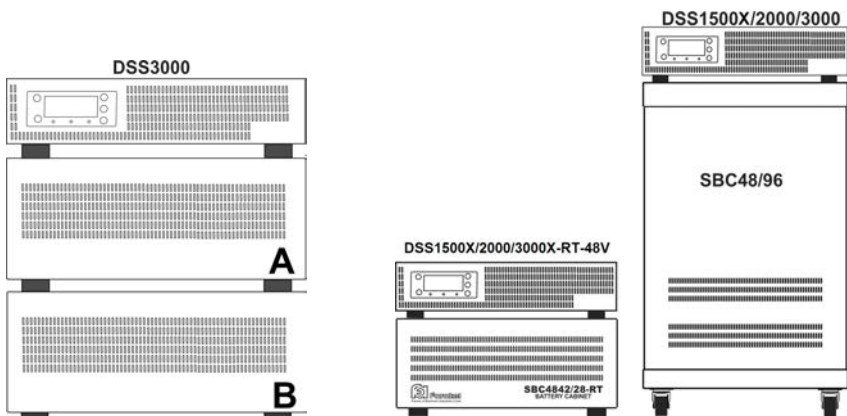 DSS3000
A
B
DSS1500X/2000/3000X-RT-48V
SBC4842/28-RT
BATTERY CABINET
DSS1500X/2000/3000
SBC48/96